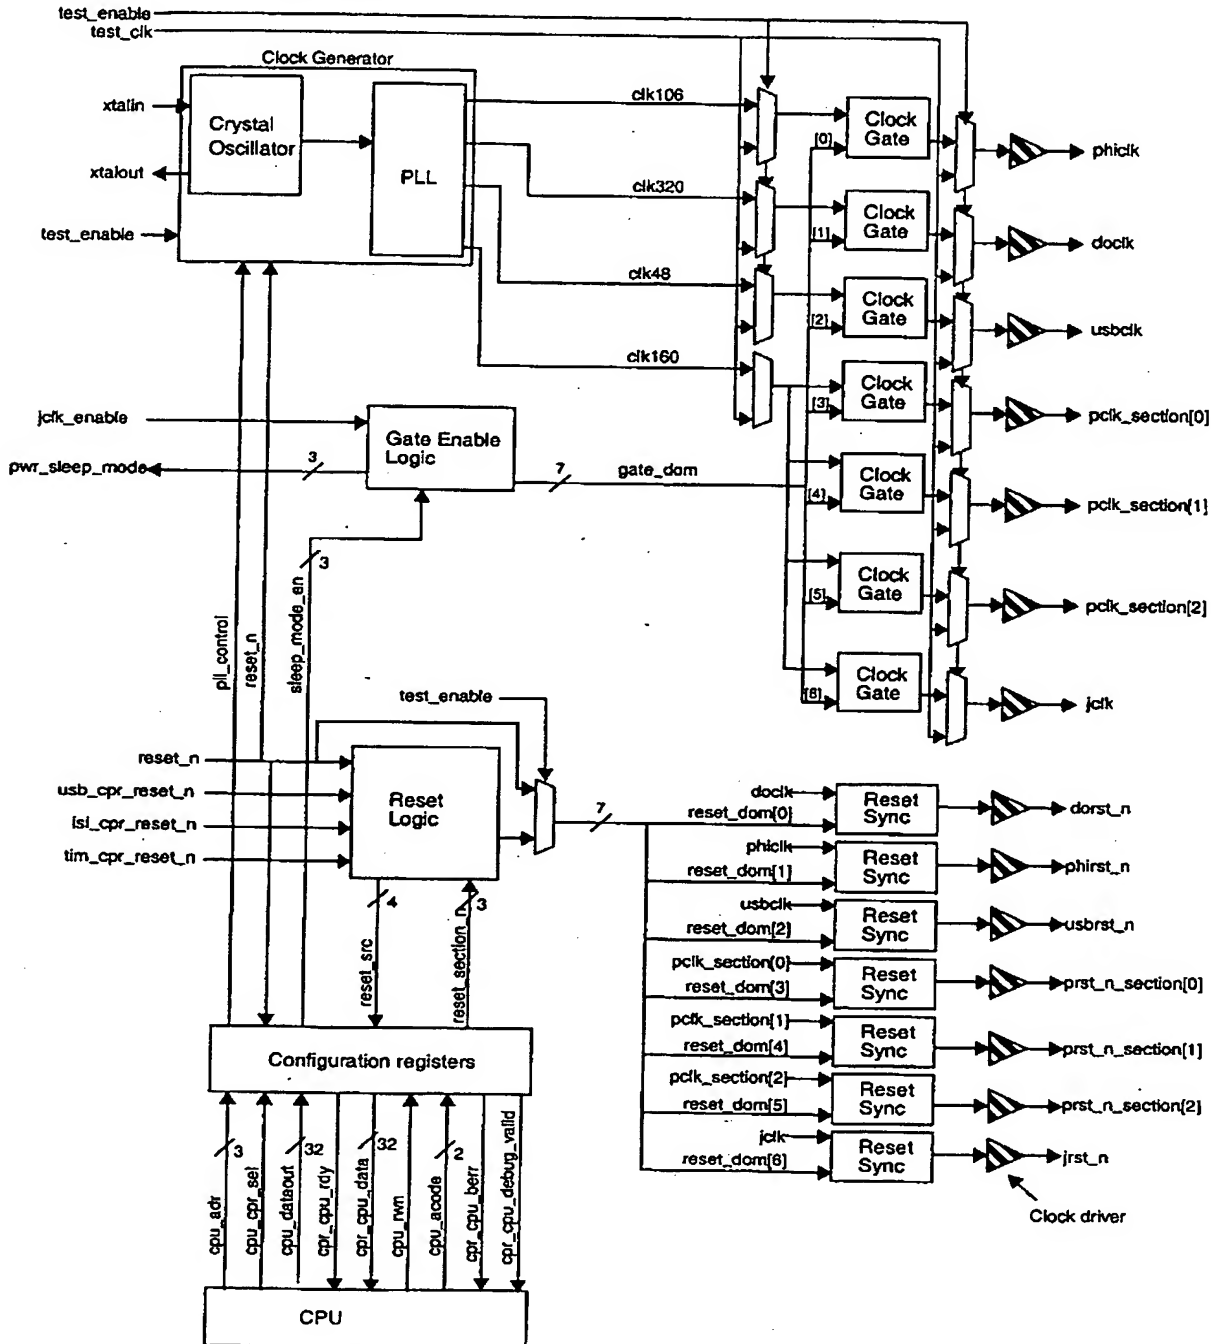 test_enable
test_clk
Clock Generator
xtalin
Crystal
Oscillator
xtalout
PLL
test_enable
clk106
clk320
clk48
clk160
[0]
Clock
Gate
phiclk
[1]
Clock
Gate
doclk
[2]
Clock
Gate
usbclk
[3]
Clock
Gate
pclk_section[0]
[4]
Clock
Gate
pclk_section[1]
[5]
Clock
Gate
pclk_section[2]
[6]
Clock
Gate
jclk
jclk_enable
Gate Enable
Logic
pwr_sleep_mode
3
7
gate_dom
3
pll_control
reset_n
sleep_mode_en
test_enable
reset_n
usb_cpr_reset_n
isi_cpr_reset_n
tim_cpr_reset_n
Reset
Logic
7
4
reset_src
3
reset_section_n
doclk
reset_dom[0]
Reset
Sync
dorst_n
phiclk
reset_dom[1]
Reset
Sync
phirst_n
usbclk
reset_dom[2]
Reset
Sync
usbrst_n
pclk_section[0]
reset_dom[3]
Reset
Sync
prst_n_section[0]
pclk_section[1]
reset_dom[4]
Reset
Sync
prst_n_section[1]
pclk_section[2]
reset_dom[5]
Reset
Sync
prst_n_section[2]
jclk
reset_dom[6]
Reset
Sync
jrst_n
Clock driver
Configuration registers
3
32
32
2
cpu_adr
cpu_cpr_sel
cpu_dataout
cpr_cpu_rdy
cpr_cpu_data
cpu_rwn
cpu_acode
cpr_cpu_berr
cpr_cpu_debug_valid
CPU